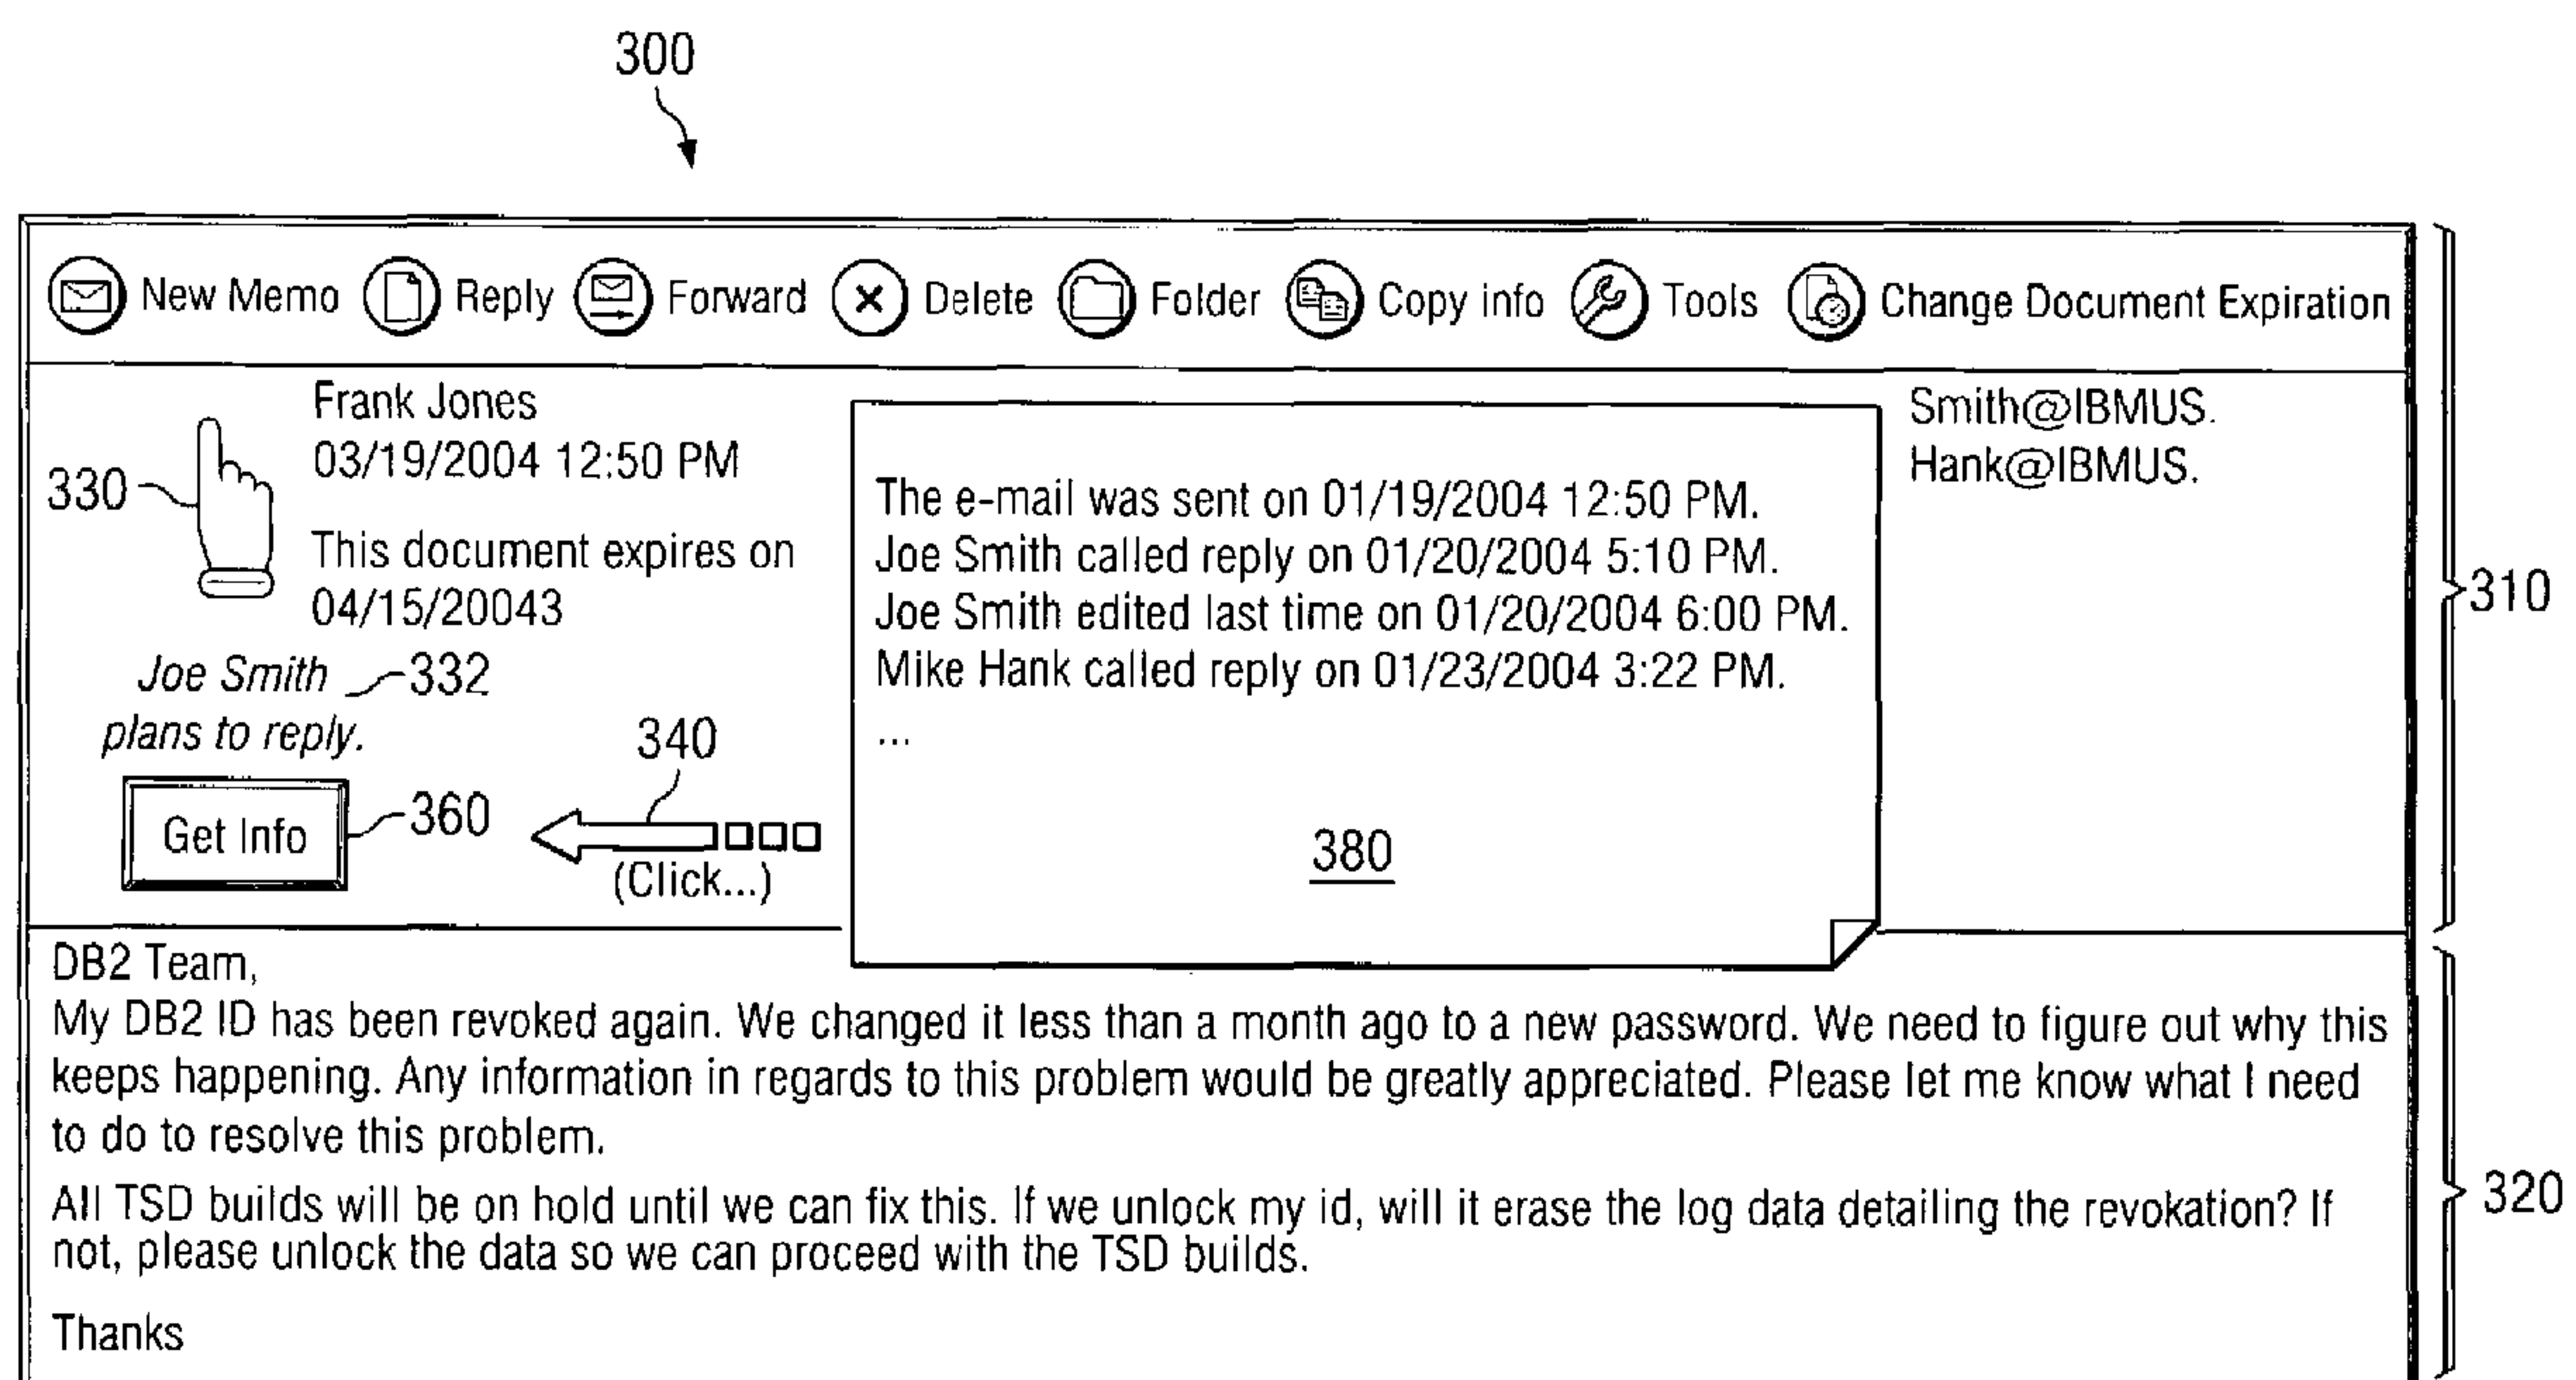 300
New Memo Reply Forward Delete Folder Copy info Tools Change Document Expiration
Frank Jones
03/19/2004 12:50 PM
330
This document expires on
04/15/20043
Joe Smith 332
plans to reply.
340
Get Info 360
(Click...)
The e-mail was sent on 01/19/2004 12:50 PM.
Joe Smith called reply on 01/20/2004 5:10 PM.
Joe Smith edited last time on 01/20/2004 6:00 PM.
Mike Hank called reply on 01/23/2004 3:22 PM.
...
380
Smith@IBMUS.
Hank@IBMUS.
310
DB2 Team,
My DB2 ID has been revoked again. We changed it less than a month ago to a new password. We need to figure out why this
keeps happening. Any information in regards to this problem would be greatly appreciated. Please let me know what I need
to do to resolve this problem.
All TSD builds will be on hold until we can fix this. If we unlock my id, will it erase the log data detailing the revokation? If
not, please unlock the data so we can proceed with the TSD builds.
Thanks
320